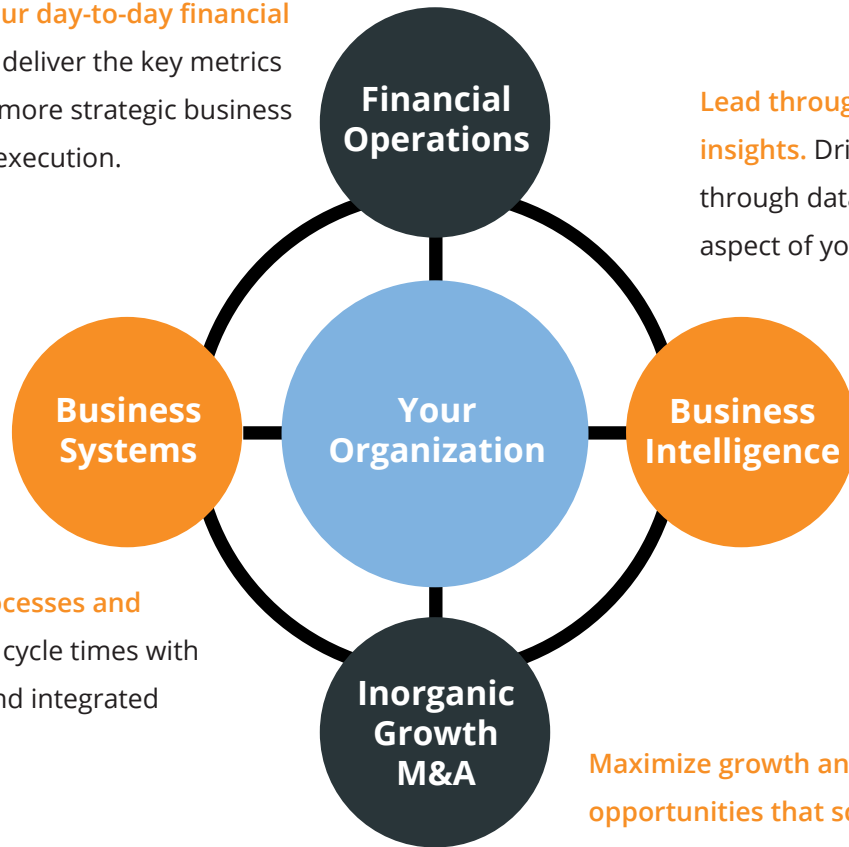 ur day-to-day financial
deliver the key metrics
more strategic business
execution.
Financial
Operations
Lead throug
insights. Dri
through data
aspect of yo
Business
Systems
Your
Organization
Business
Intelligence
ocesses and
cycle times with
nd integrated
Inorganic
Growth
M&A
Maximize growth an
opportunities that so